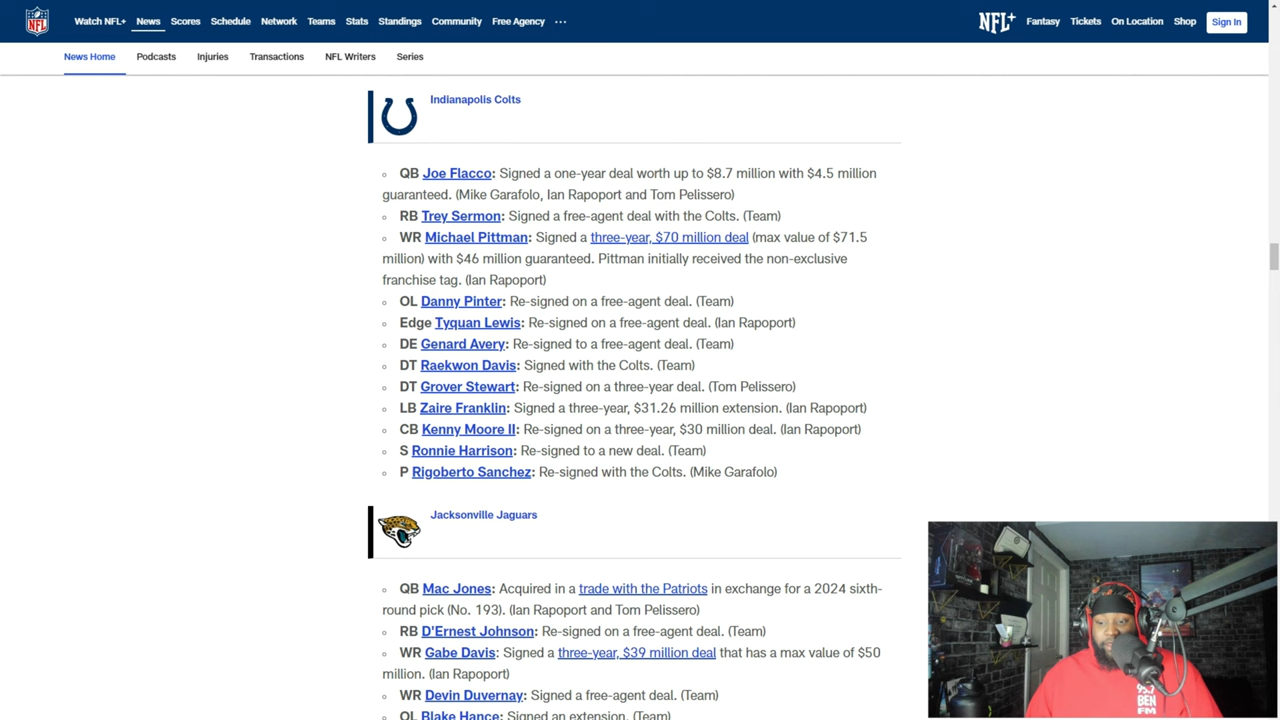 NFL
Watch NFL+ News Scores Schedule Network Teams Stats Standings Community Free Agency ... NFL+ Fantasy Tickets On Location Shop Sign In
News Home Podcasts Injuries Transactions NFL Writers Series
Indianapolis Colts
QB Joe Flacco: Signed a one-year deal worth up to $8.7 million with $4.5 million
guaranteed. (Mike Garafolo, Ian Rapoport and Tom Pelissero)
RB Trey Sermon: Signed a free-agent deal with the Colts. (Team)
WR Michael Pittman: Signed a three-year, $70 million deal (max value of $71.5
million) with $46 million guaranteed. Pittman initially received the non-exclusive
franchise tag. (Ian Rapoport)
OL Danny Pinter: Re-signed on a free-agent deal. (Team)
Edge Tyquan Lewis: Re-signed on a free-agent deal. (Ian Rapoport)
DE Genard Avery: Re-signed to a free-agent deal. (Team)
DT Raekwon Davis: Signed with the Colts. (Team)
DT Grover Stewart: Re-signed on a three-year deal. (Tom Pelissero)
LB Zaire Franklin: Signed a three-year, $31.26 million extension. (Ian Rapoport)
CB Kenny Moore II: Re-signed on a three-year, $30 million deal. (Ian Rapoport)
S Ronnie Harrison: Re-signed to a new deal. (Team)
P Rigoberto Sanchez: Re-signed with the Colts. (Mike Garafolo)
Jacksonville Jaguars
QB Mac Jones: Acquired in a trade with the Patriots in exchange for a 2024 sixth-
round pick (No. 193). (Ian Rapoport and Tom Pelissero)
RB D'Ernest Johnson: Re-signed on a free-agent deal. (Team)
WR Gabe Davis: Signed a three-year, $39 million deal that has a max value of $50
million. (Ian Rapoport)
WR Devin Duvernay: Signed a free-agent deal. (Team)
OL Blake Hance: Signed an extension. (Team)
95.7
BEN
FM